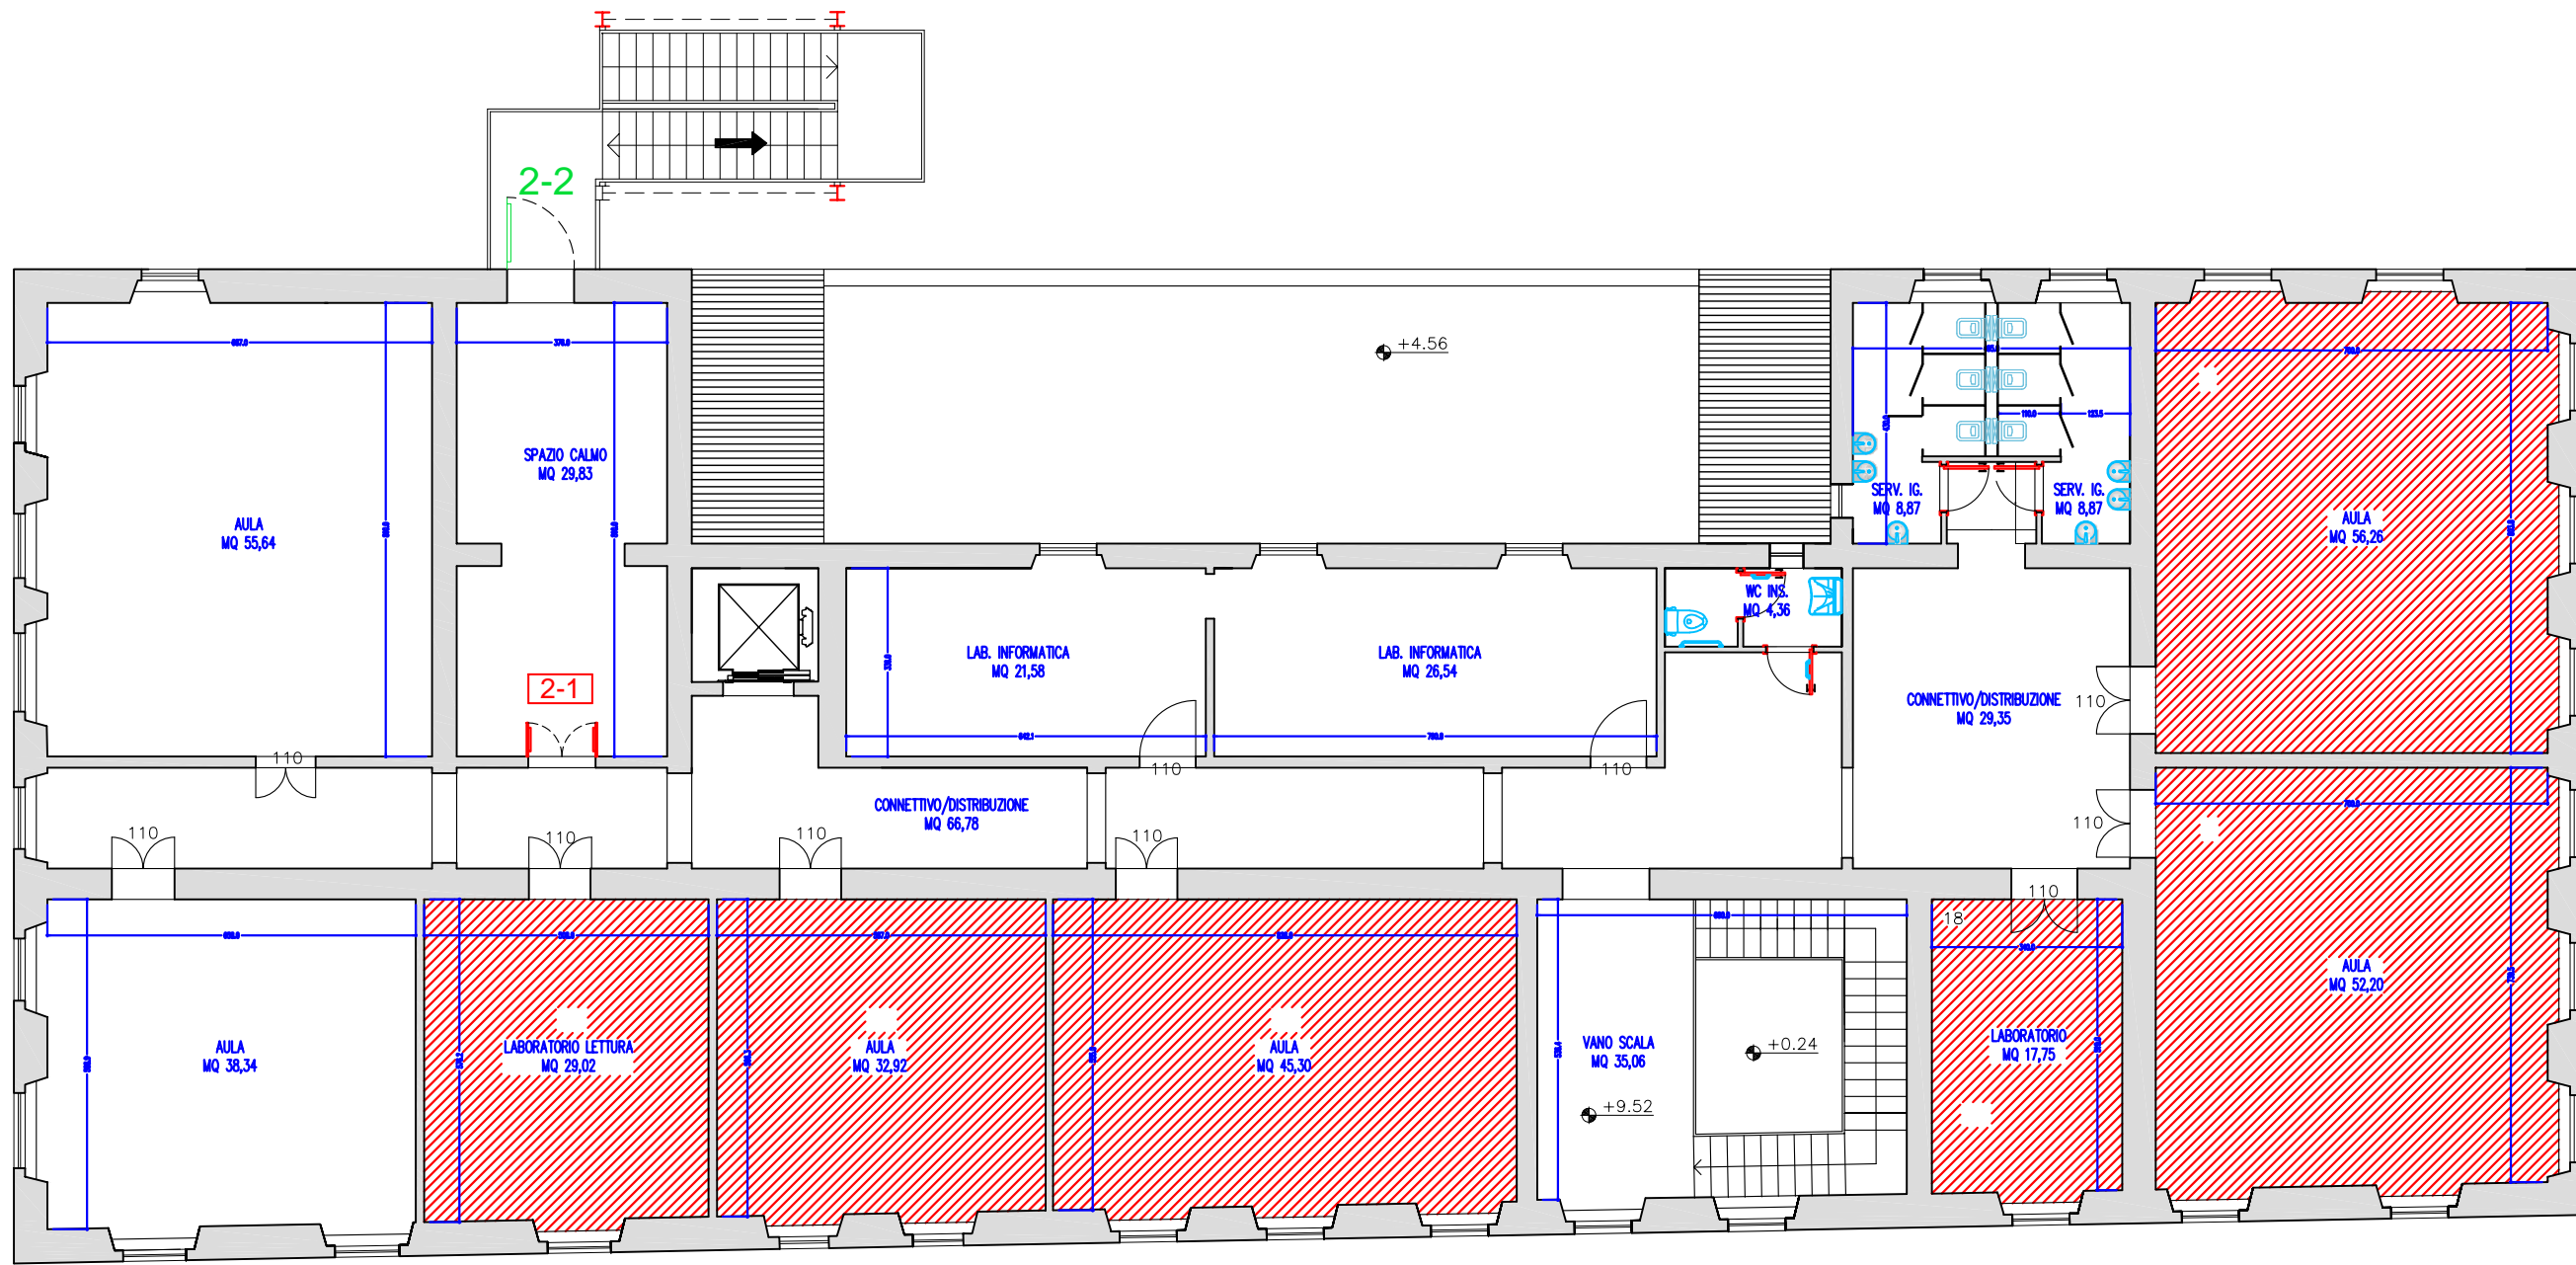 2-2
+4.56
SPAZIO CALMO
MQ 29,83
AULA
MQ 55,64
SERV. IG.
MQ 8,87
SERV. IG.
MQ 8,87
110.0
123.5
AULA
MQ 56,26
WC INS.
MQ 4,36
LAB. INFORMATICA
MQ 21,58
LAB. INFORMATICA
MQ 26,54
2-1
CONNETTIVO/DISTRIBUZIONE
MQ 29,35
110
110
110
110
110
CONNETTIVO/DISTRIBUZIONE
MQ 66,78
110
110
110
110
110
18
AULA
MQ 38,34
LABORATORIO LETTURA
MQ 29,02
AULA
MQ 32,92
AULA
MQ 45,30
VANO SCALA
MQ 35,06
+0.24
+9.52
LABORATORIO
MQ 17,75
AULA
MQ 52,20